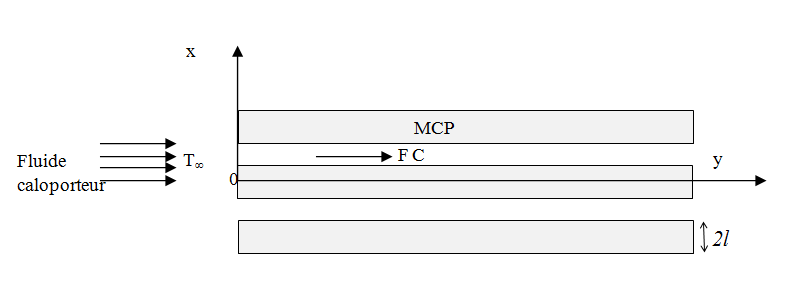 x
MCP
Fluide
caloporteur
T∞
F C
y
0
2l